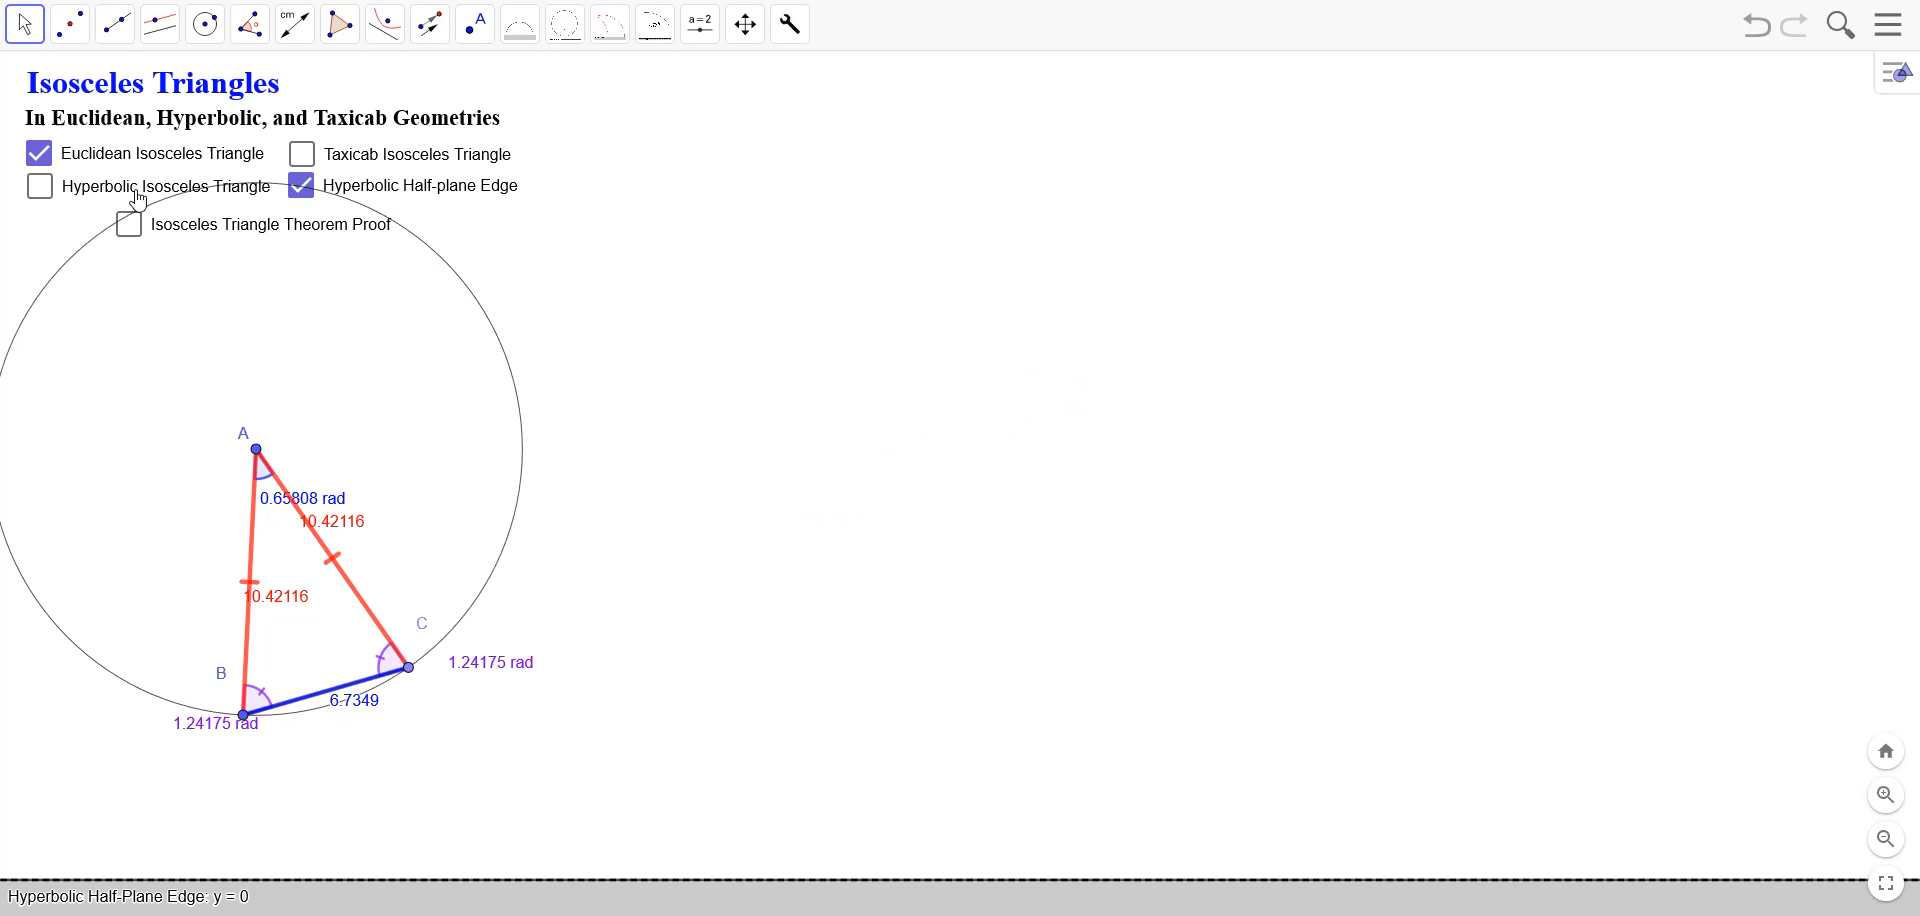 cm
A
a=2
Isosceles Triangles
In Euclidean, Hyperbolic, and Taxicab Geometries
Euclidean Isosceles Triangle
Taxicab Isosceles Triangle
Hyperbolic Isosceles Triangle
Hyperbolic Half-plane Edge
Isosceles Triangle Theorem Proof
A
0.65808 rad
10.42116
10.42116
C
1.24175 rad
B
6.7349
1.24175 rad
Hyperbolic Half-Plane Edge: y = 0